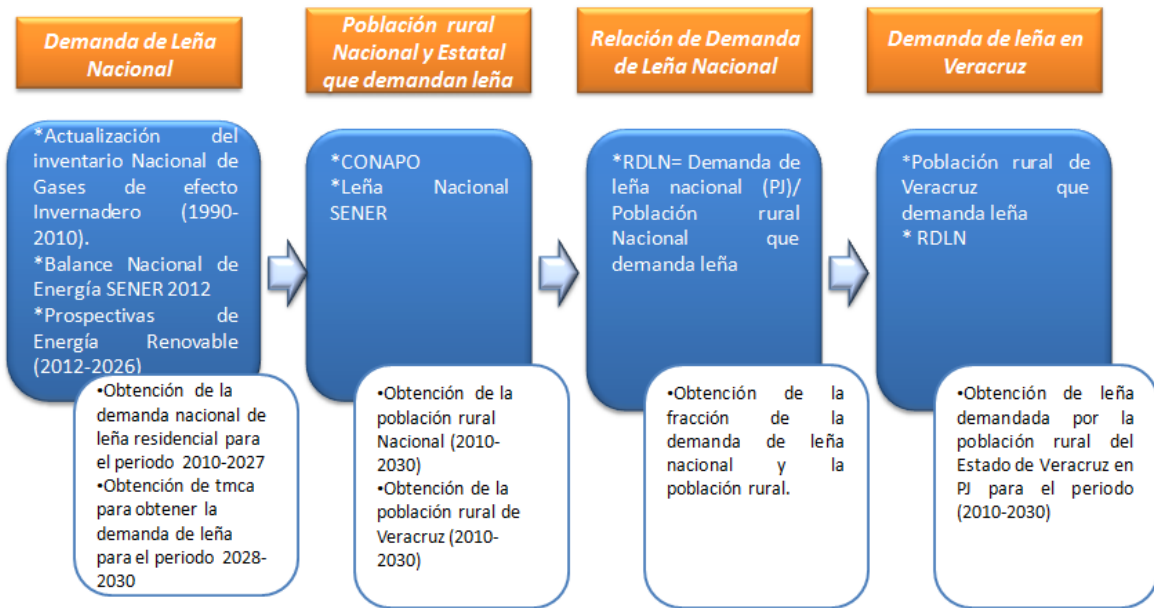 Demanda de Leña
Nacional
*Actualización del
inventario Nacional de
Gases de efecto
Invernadero (1990-
2010).
*Balance Nacional de
Energía SENER 2012
*Prospectivas de
Energía Renovable
(2012-2026)
•Obtención de la
demanda nacional de
leña residencial para
el periodo 2010-2027
•Obtención de tmca
para obtener la
demanda de leña
para el periodo 2028-
2030
Población rural
Nacional y Estatal
que demandan leña
*CONAPO
*Leña Nacional
SENER
•Obtención de la
población rural
Nacional (2010-
2030)
•Obtención de la
población rural de
Veracruz (2010-
2030)
Relación de Demanda
de Leña Nacional
*RDLN= Demanda de
leña nacional (PJ)/
Población rural
Nacional que
demanda leña
•Obtención de la
fracción de la
demanda de leña
nacional y la
población rural.
Demanda de leña en
Veracruz
*Población rural de
Veracruz que
demanda leña
* RDLN
•Obtención de leña
demandada por la
población rural del
Estado de Veracruz en
PJ para el periodo
(2010-2030)